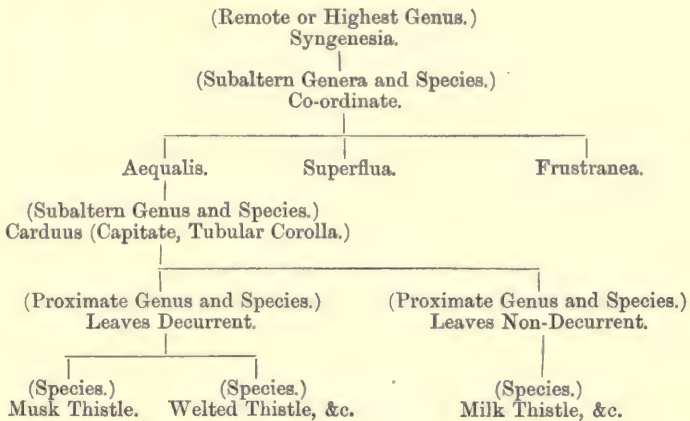 (Remote or Highest Genus.)
Syngenesia.
(Subaltern Genera and Species.)
Co-ordinate.
Aequalis. Superflua. Frustranea.
(Subaltern Genus and Species.)
Carduus (Capitate, Tubular Corolla.)
(Proximate Genus and Species.) (Proximate Genus and Species.)
Leaves Decurrent. Leaves Non-Decurrent.
(Species.) (Species.) (Species.)
Musk Thistle. Welted Thistle, &c. Milk Thistle, &c.